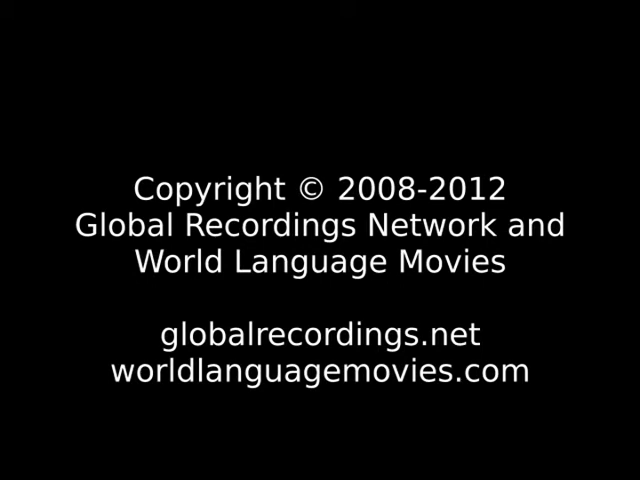 Copyright © 2008-2012
Global Recordings Network and
World Language Movies
globalrecordings.net
worldlanguagemovies.com